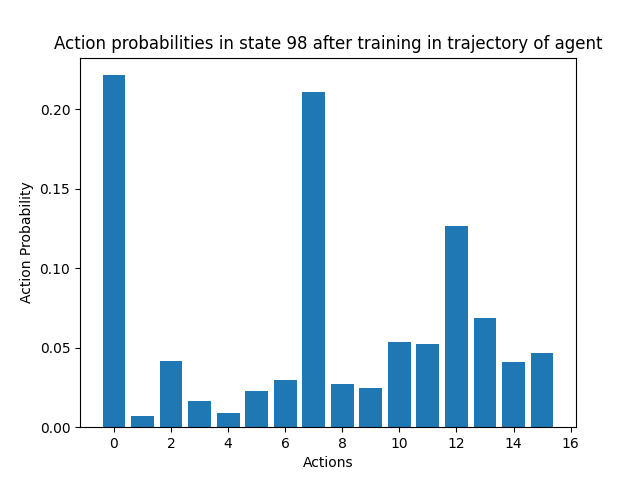 Action probabilities in state 98 after training in trajectory of agent
0.20
0.15
0.10
0.05
0.00
Action Probability
0 2 4 6 8 10 12 14 16
Actions